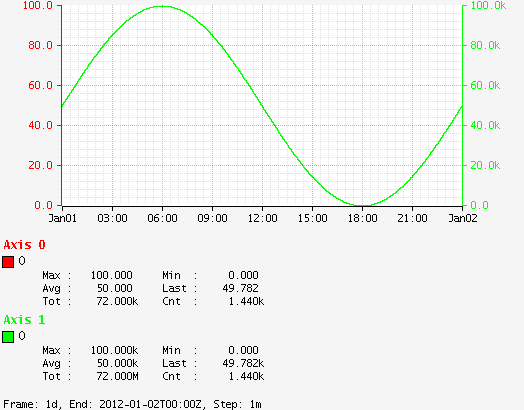 100.0 100.0k
80.0 80.0k
60.0 60.0k
40.0 40.0k
20.0 20.0k
0.0 0.0
Jan01 03:00 06:00 09:00 12:00 15:00 18:00 21:00 Jan02
Axis 0
0
Max : 100.000 Min : 0.000
Avg : 50.000 Last : 49.782
Tot : 72.000k Cnt : 1.440k
Axis 1
0
Max : 100.000k Min : 0.000
Avg : 50.000k Last : 49.782k
Tot : 72.000M Cnt : 1.440k
Frame: 1d, End: 2012-01-02T00:00Z, Step: 1m